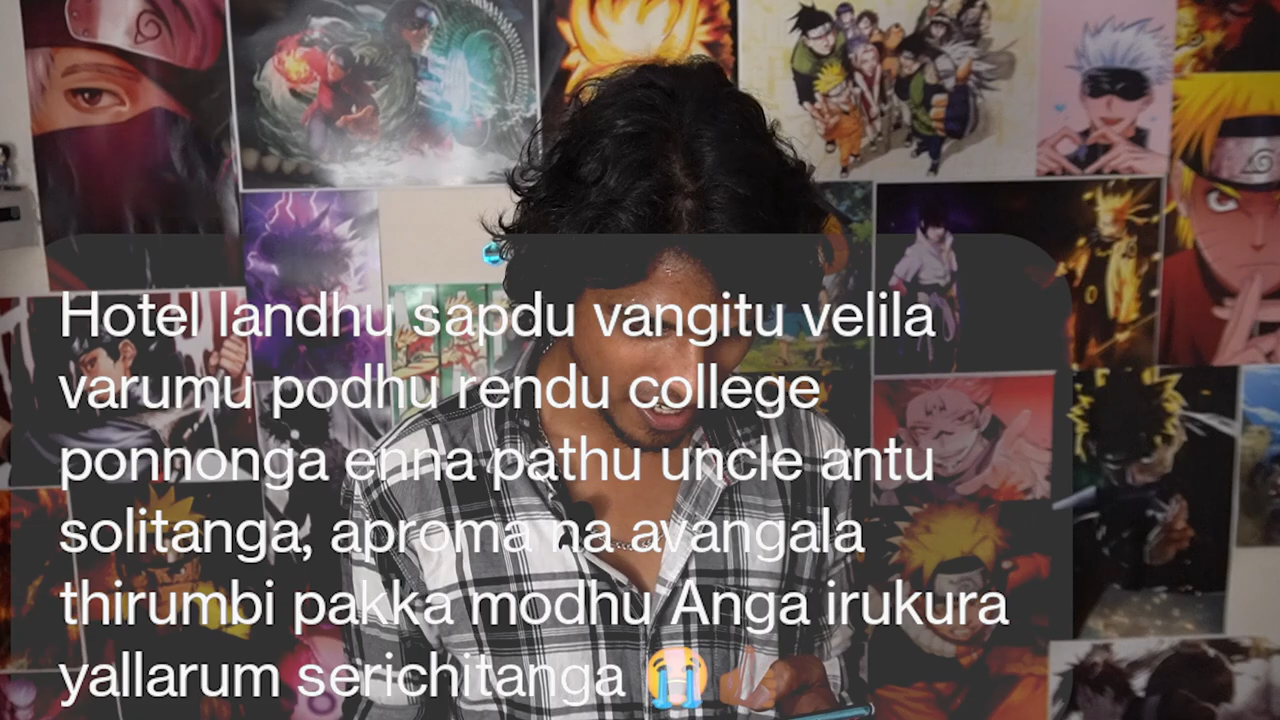 Hotel landhu sapdu vangitu velila
varumu podhu rendu college
ponnonga enna pathu uncle antu
solitanga, aproma na avangala
thirumbi pakka modhu Anga irukura
yallarum serichitanga 😭